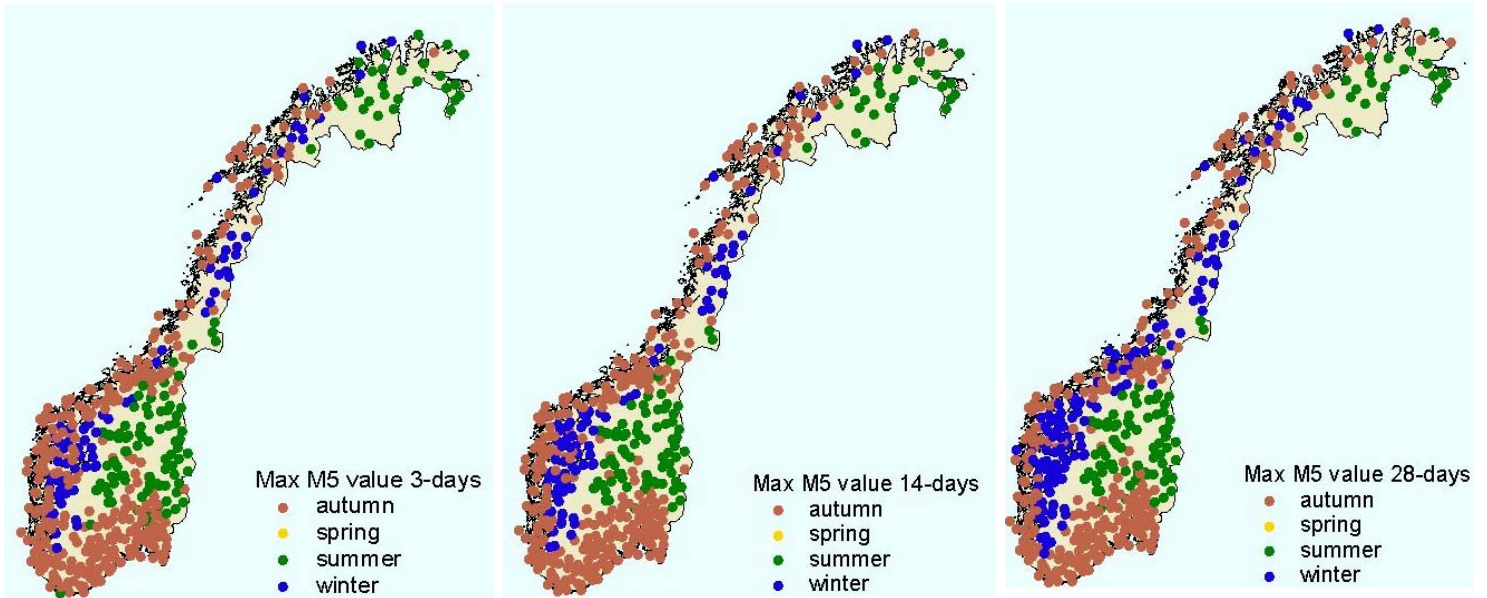 Max M5 value 3-days
autumn
spring
summer
winter
Max M5 value 14-days
autumn
spring
summer
winter
Max M5 value 28-days
autumn
spring
summer
winter